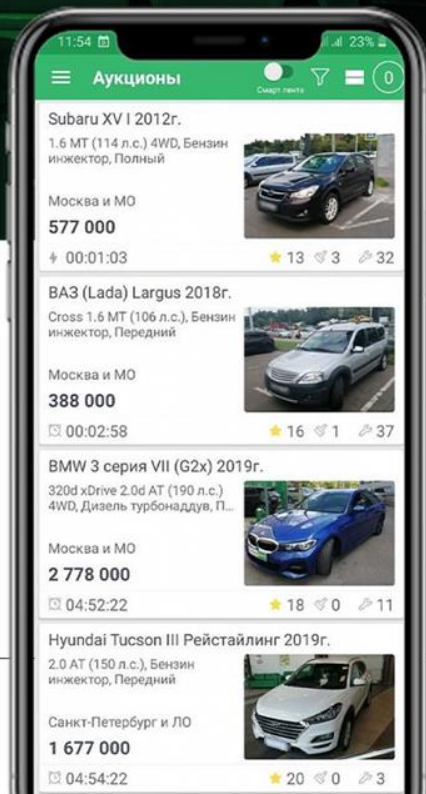 11:54 23%
Аукционы
Смарт лента
0
Subaru XV I 2012г.
1.6 MT (114 л.с.) 4WD, Бензин
инжектор, Полный
Москва и МО
577 000
00:01:03 13 3 32
ВАЗ (Lada) Largus 2018г.
Cross 1.6 MT (106 л.с.), Бензин
инжектор, Передний
Москва и МО
388 000
00:02:58 16 1 37
BMW 3 серия VII (G2x) 2019г.
320d xDrive 2.0d AT (190 л.с.)
4WD, Дизель турбонаддув, П...
Москва и МО
2 778 000
04:52:22 18 0 11
Hyundai Tucson III Рейстайлинг 2019г.
2.0 AT (150 л.с.), Бензин
инжектор, Передний
Санкт-Петербург и ЛО
1 677 000
04:54:22 20 0 3